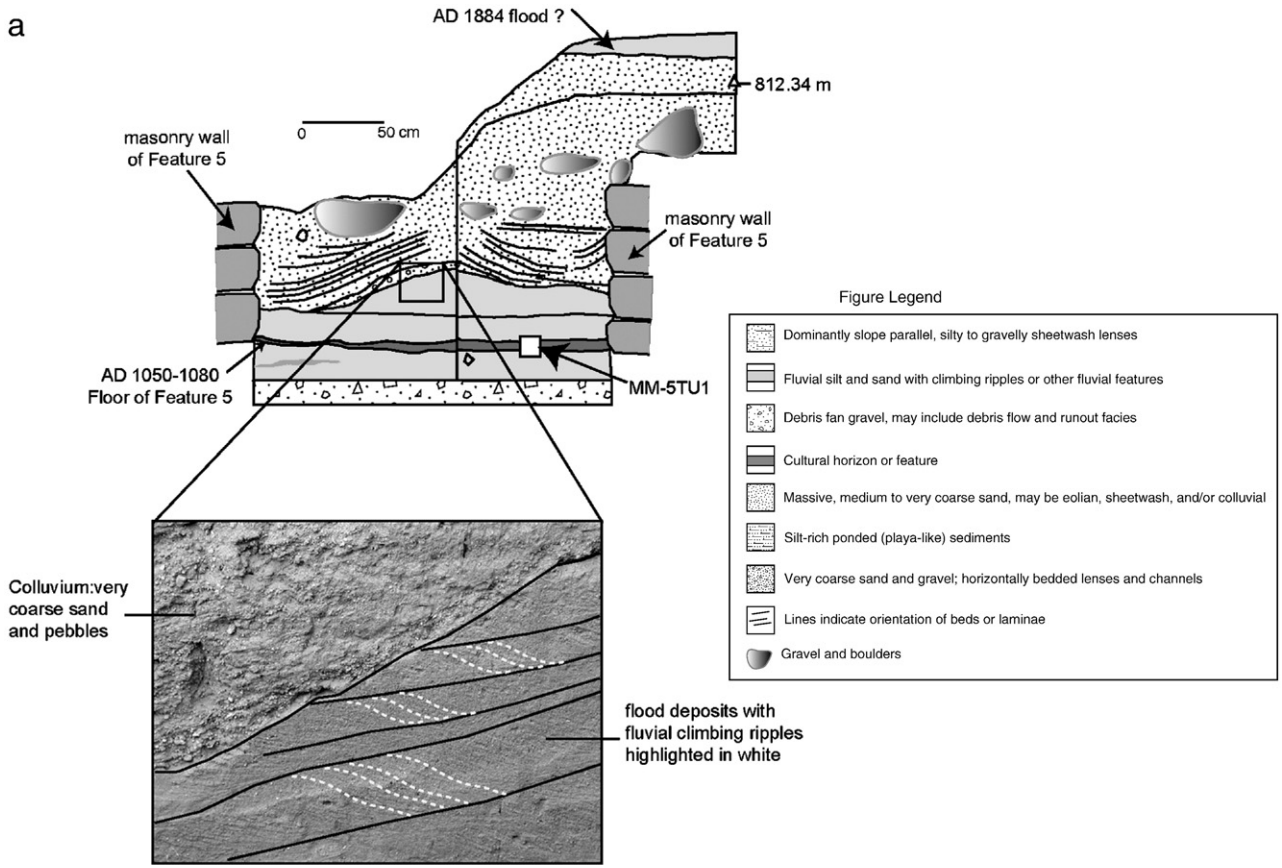 a
AD 1884 flood ?
812.34 m
0 50 cm
masonry wall
of Feature 5
masonry wall
of Feature 5
AD 1050-1080
Floor of Feature 5
MM-5TU1
Figure Legend
Dominantly slope parallel, silty to gravelly sheetwash lenses
Fluvial silt and sand with climbing ripples or other fluvial features
Debris fan gravel, may include debris flow and runout facies
Cultural horizon or feature
Massive, medium to very coarse sand, may be eolian, sheetwash, and/or colluvial
Silt-rich ponded (playa-like) sediments
Very coarse sand and gravel; horizontally bedded lenses and channels
Lines indicate orientation of beds or laminae
Gravel and boulders
Colluvium:very
coarse sand
and pebbles
flood deposits with
fluvial climbing ripples
highlighted in white